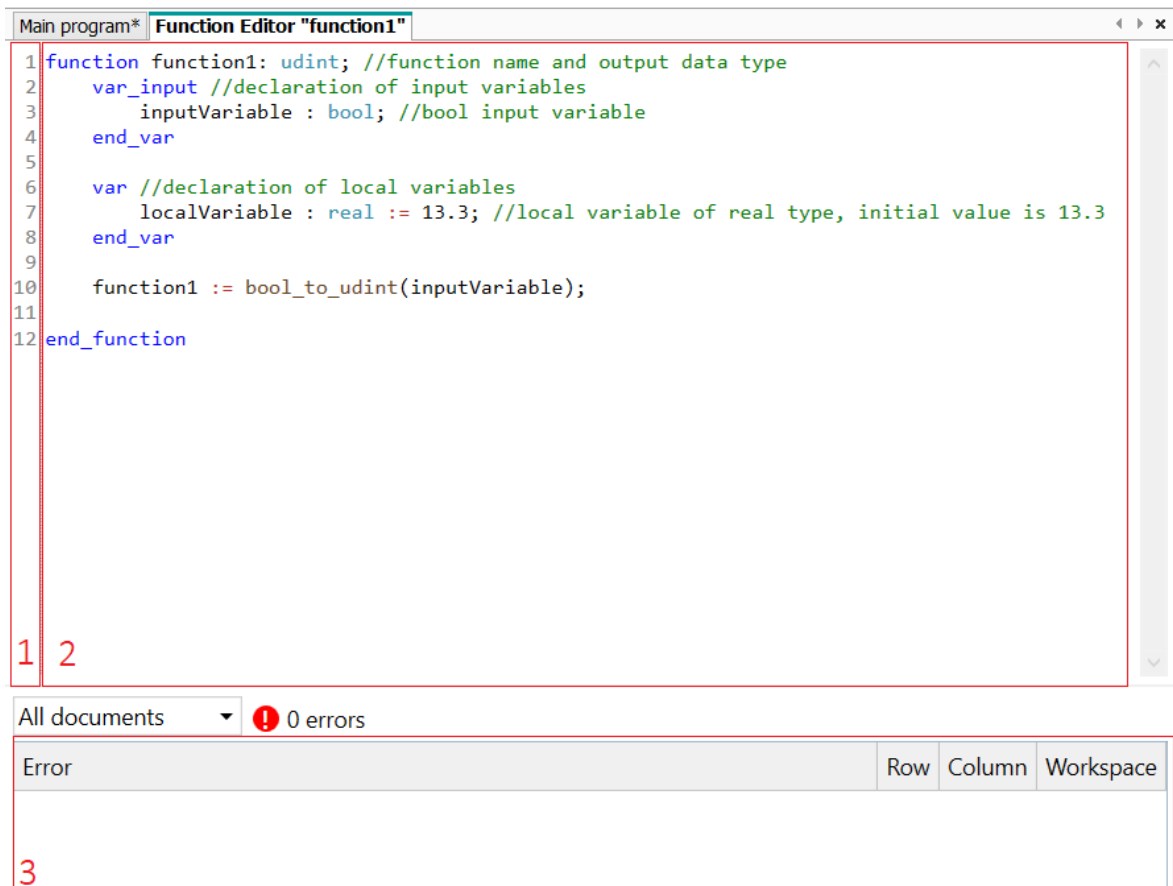 Main program* Function Editor "function1"
1 function function1: udint; //function name and output data type
2 var_input //declaration of input variables
3 inputVariable : bool; //bool input variable
4 end_var
5
6 var //declaration of local variables
7 localVariable : real := 13.3; //local variable of real type, initial value is 13.3
8 end_var
9
10 function1 := bool_to_udint(inputVariable);
11
12 end_function
1 2
All documents 0 errors
Error Row Column Workspace
3